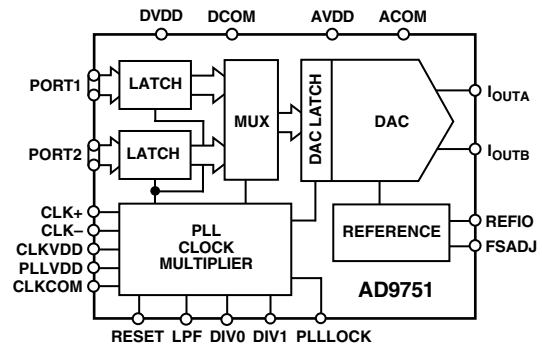 DVDD DCOM AVDD ACOM
PORT1
LATCH
MUX
DAC LATCH
DAC
IOUTA
PORT2
LATCH
IOUTB
CLK+
CLK–
CLKVDD
PLLVDD
CLKCOM
PLL
CLOCK
MULTIPLIER
REFERENCE
REFIO
FSADJ
AD9751
RESET LPF DIV0 DIV1 PLLLOCK